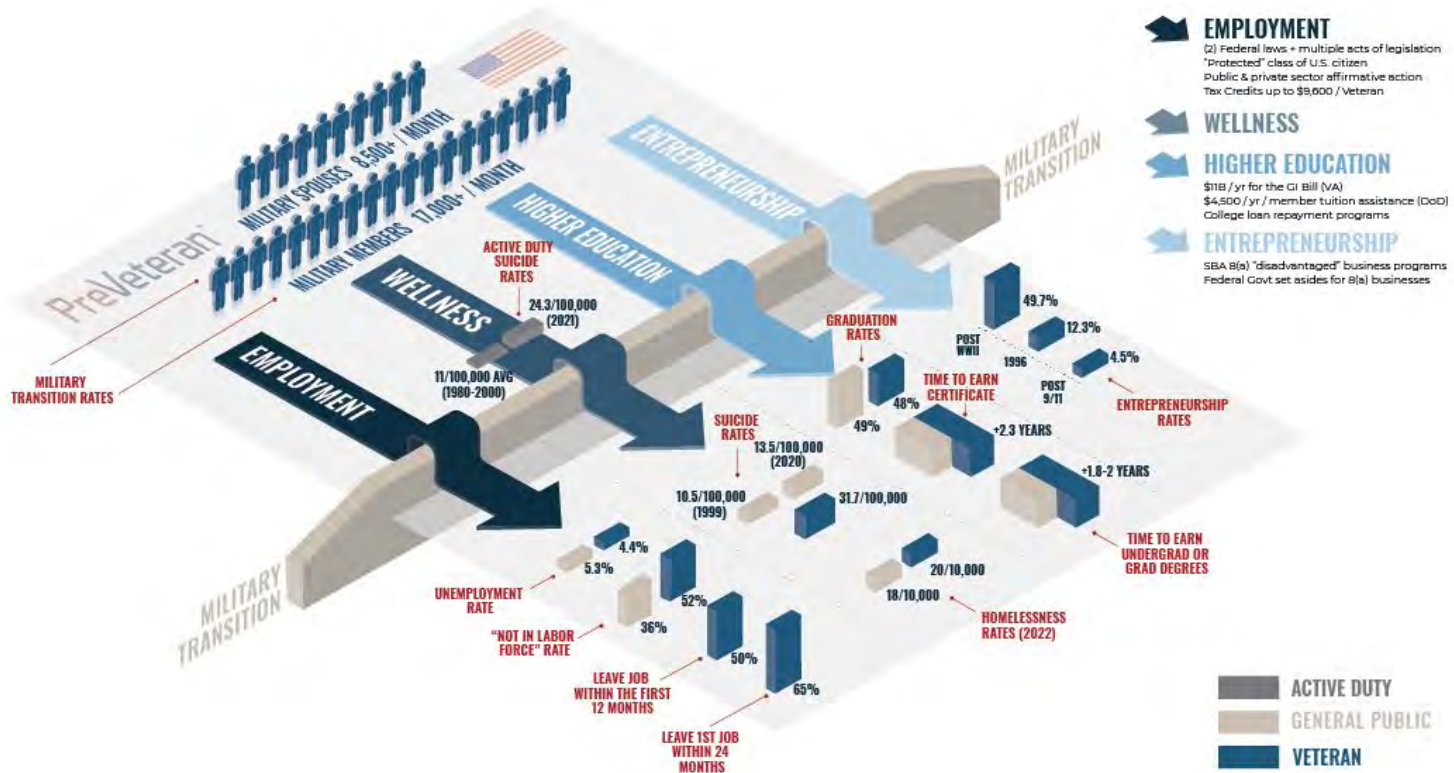 EMPLOYMENT
(2) Federal laws + multiple acts of legislation
"Protected" class of U.S. citizen
Public & private sector affirmative action
Tax Credits up to $9,600 / Veteran
WELLNESS
HIGHER EDUCATION
$11B / yr for the GI Bill (VA)
$4,500 / yr / member tuition assistance (DoD)
College loan repayment programs
ENTREPRENEURSHIP
SBA 8(a) "disadvantaged" business programs
Federal Govt set asides for 8(a) businesses
MILITARY SPOUSES 8,500+ / MONTH
MILITARY MEMBERS 17,000+ / MONTH
PreVeteran
MILITARY
TRANSITION RATES
MILITARY
TRANSITION
ENTREPRENEURSHIP
HIGHER EDUCATION
WELLNESS
EMPLOYMENT
ACTIVE DUTY
SUICIDE
RATES
24.3/100,000
(2021)
11/100,000 AVG
(1980-2000)
MILITARY
TRANSITION
49.7%
12.3%
4.5%
POST
WWII
1996
POST
9/11
ENTREPRENEURSHIP
RATES
GRADUATION
RATES
48%
49%
TIME TO EARN
CERTIFICATE
+2.3 YEARS
+1.8-2 YEARS
TIME TO EARN
UNDERGRAD OR
GRAD DEGREES
SUICIDE
RATES
13.5/100,000
(2020)
10.5/100,000
(1999)
31.7/100,000
20/10,000
18/10,000
HOMELESSNESS
RATES (2022)
4.4%
5.3%
UNEMPLOYMENT
RATE
52%
36%
"NOT IN LABOR
FORCE" RATE
50%
LEAVE JOB
WITHIN THE FIRST
12 MONTHS
65%
LEAVE 1ST JOB
WITHIN 24
MONTHS
ACTIVE DUTY
GENERAL PUBLIC
VETERAN